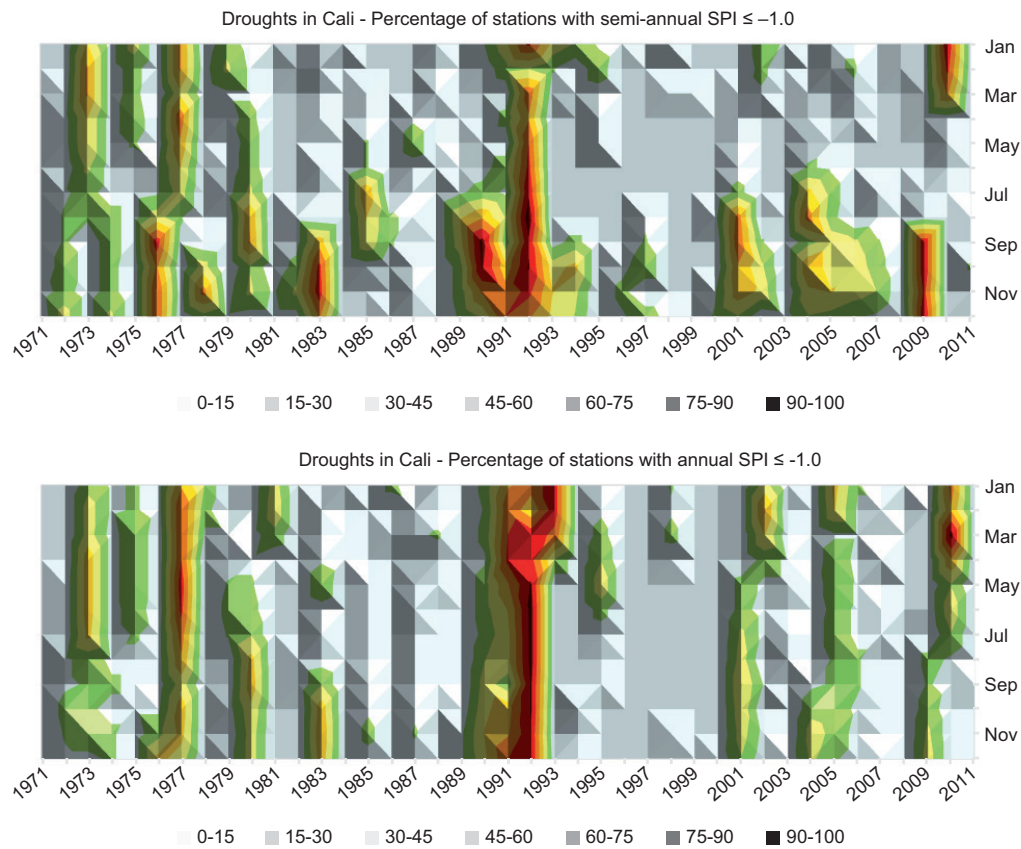 Droughts in Cali - Percentage of stations with semi-annual SPI ≤ –1.0
Jan
Mar
May
Jul
Sep
Nov
1971 1973 1975 1976 1977 1979 1981 1983 1985 1987 1989 1991 1993 1995 1997 1999 2001 2003 2005 2007 2009 2011
0-15 15-30 30-45 45-60 60-75 75-90 90-100
Droughts in Cali - Percentage of stations with annual SPI ≤ -1.0
Jan
Mar
May
Jul
Sep
Nov
1971 1973 1975 1977 1979 1981 1983 1985 1987 1989 1991 1993 1995 1997 1999 2001 2003 2005 2007 2009 2011
0-15 15-30 30-45 45-60 60-75 75-90 90-100